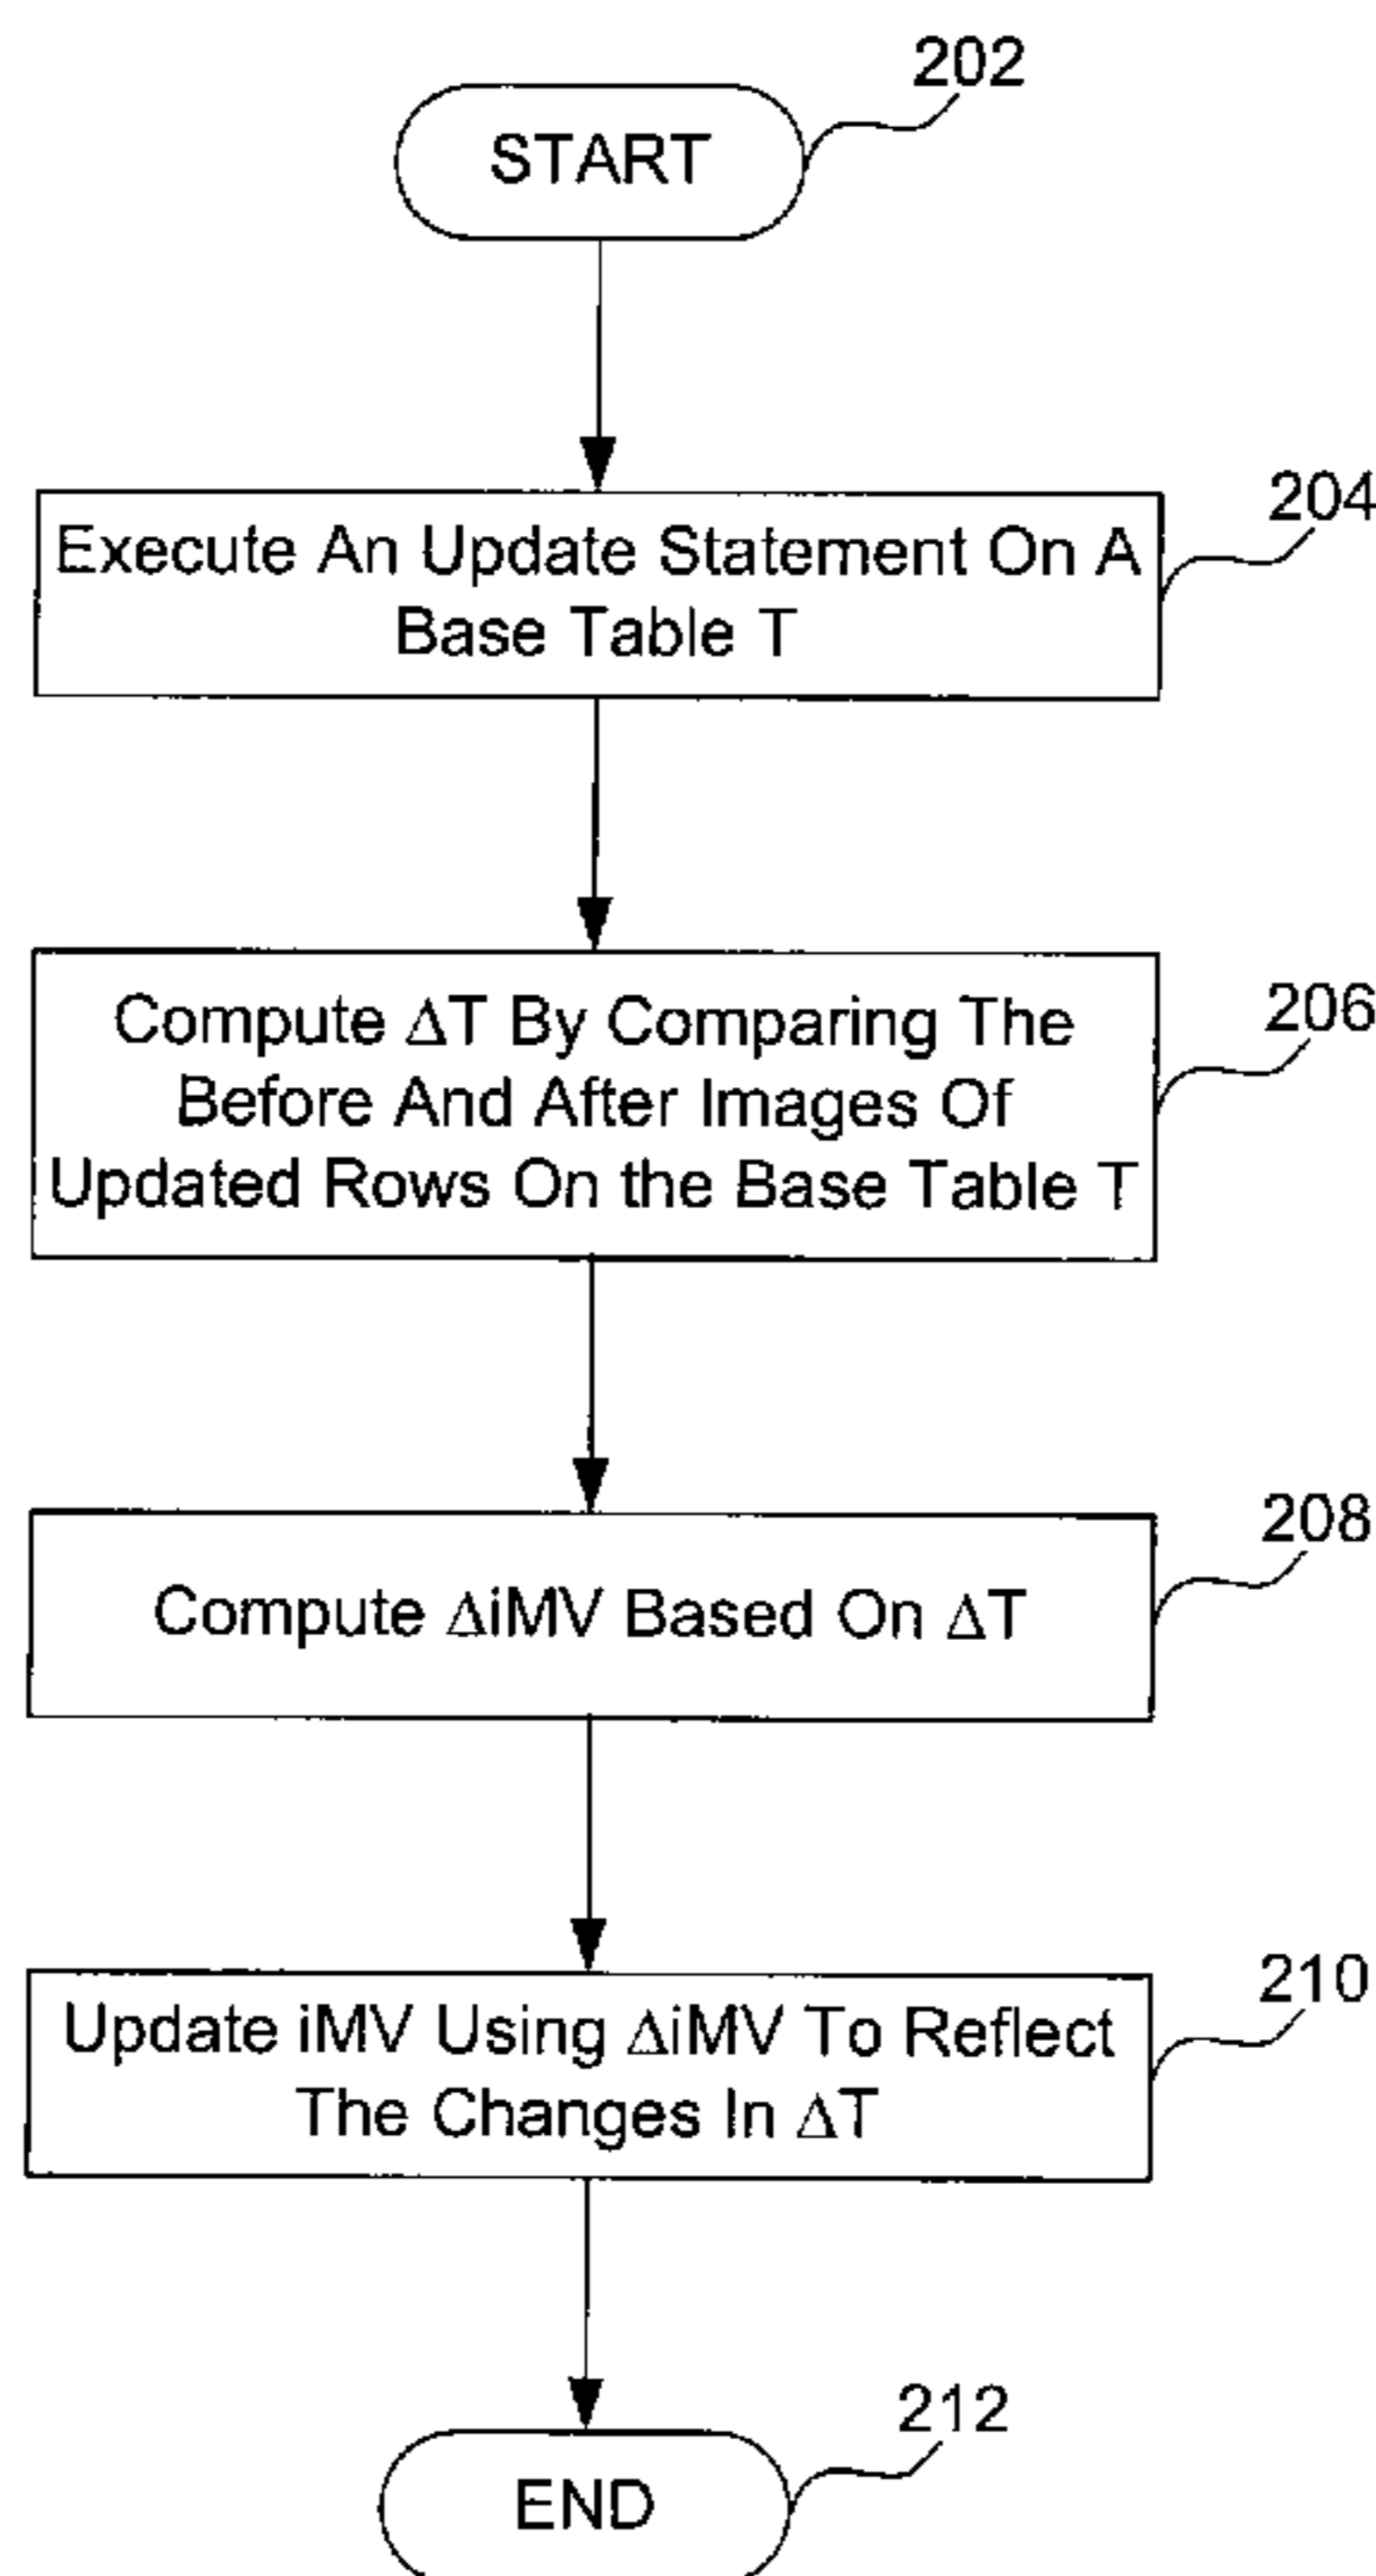 202
START
204
Execute An Update Statement On A
Base Table T
206
Compute ΔT By Comparing The
Before And After Images Of
Updated Rows On the Base Table T
208
Compute ΔiMV Based On ΔT
210
Update iMV Using ΔiMV To Reflect
The Changes In ΔT
212
END